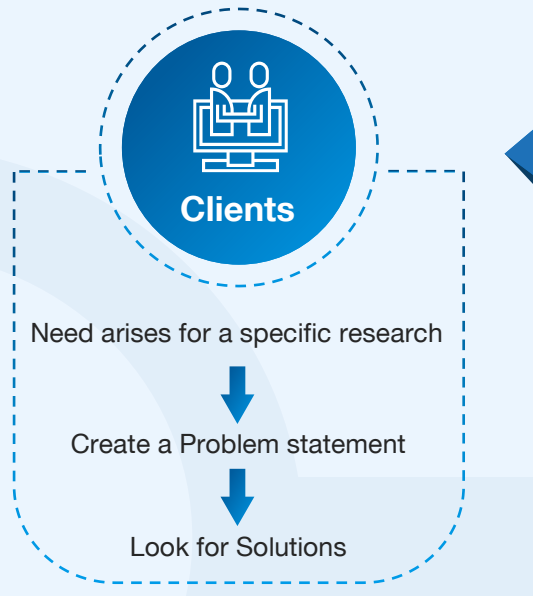 Clients
Need arises for a specific research
Create a Problem statement
Look for Solutions